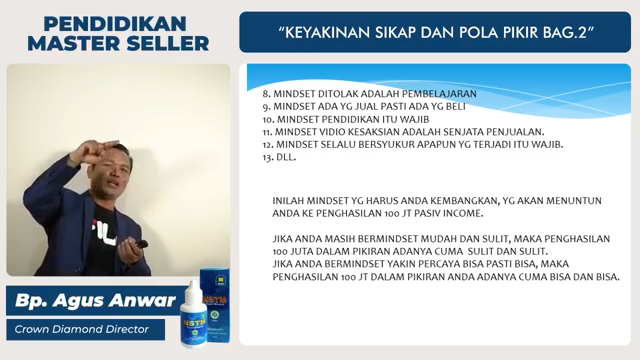 PENDIDIKAN
MASTER SELLER
“KEYAKINAN SIKAP DAN POLA PIKIR BAG.2”
8. MINDSET DITOLAK ADALAH PEMBELAJARAN
9. MINDSET ADA YG JUAL PASTI ADA YG BELI
10. MINDSET PENDIDIKAN ITU WAJIB
11. MINDSET VIDIO KESAKSIAN ADALAH SENJATA PENJUALAN.
12. MINDSET SELALU BERSYUKUR APAPUN YG TERJADI ITU WAJIB.
13. DLL.
INILAH MINDSET YG HARUS ANDA KEMBANGKAN, YG AKAN MENUNTUN
ANDA KE PENGHASILAN 100 JT PASIV INCOME.
JIKA ANDA MASIH BERMINDSET MUDAH DAN SULIT, MAKA PENGHASILAN
100 JUTA DALAM PIKIRAN ADANYA CUMA SULIT DAN SULIT.
JIKA ANDA BERMINDSET YAKIN PERCAYA BISA PASTI BISA, MAKA
PENGHASILAN 100 JT DALAM PIKIRAN ANDA ADANYA CUMA BISA DAN BISA.
FILA
Bp. Agus Anwar
Crown Diamond Director
HSTM